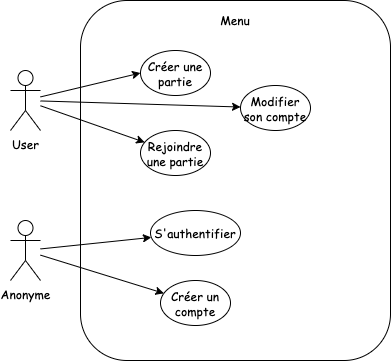 Menu
Créer une
partie
Modifier
son compte
User
Rejoindre
une partie
S'authentifier
Anonyme
Créer un
compte